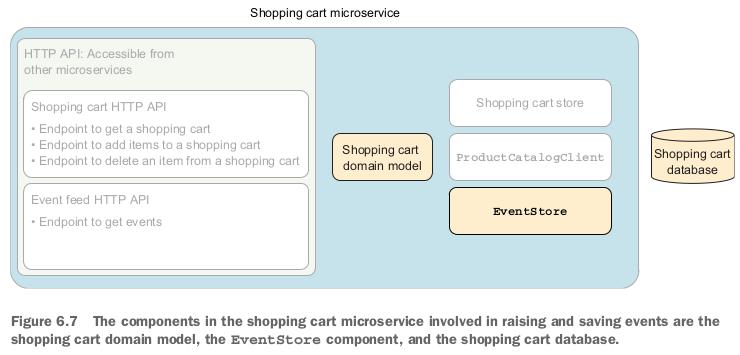 Shopping cart microservice
HTTP API: Accessible from
other microservices
Shopping cart HTTP API
• Endpoint to get a shopping cart
• Endpoint to add items to a shopping cart
• Endpoint to delete an item from a shopping cart
Event feed HTTP API
• Endpoint to get events
Shopping cart
domain model
Shopping cart store
ProductCatalogClient
EventStore
Shopping cart
database
Figure 6.7 The components in the shopping cart microservice involved in raising and saving events are the
shopping cart domain model, the EventStore component, and the shopping cart database.